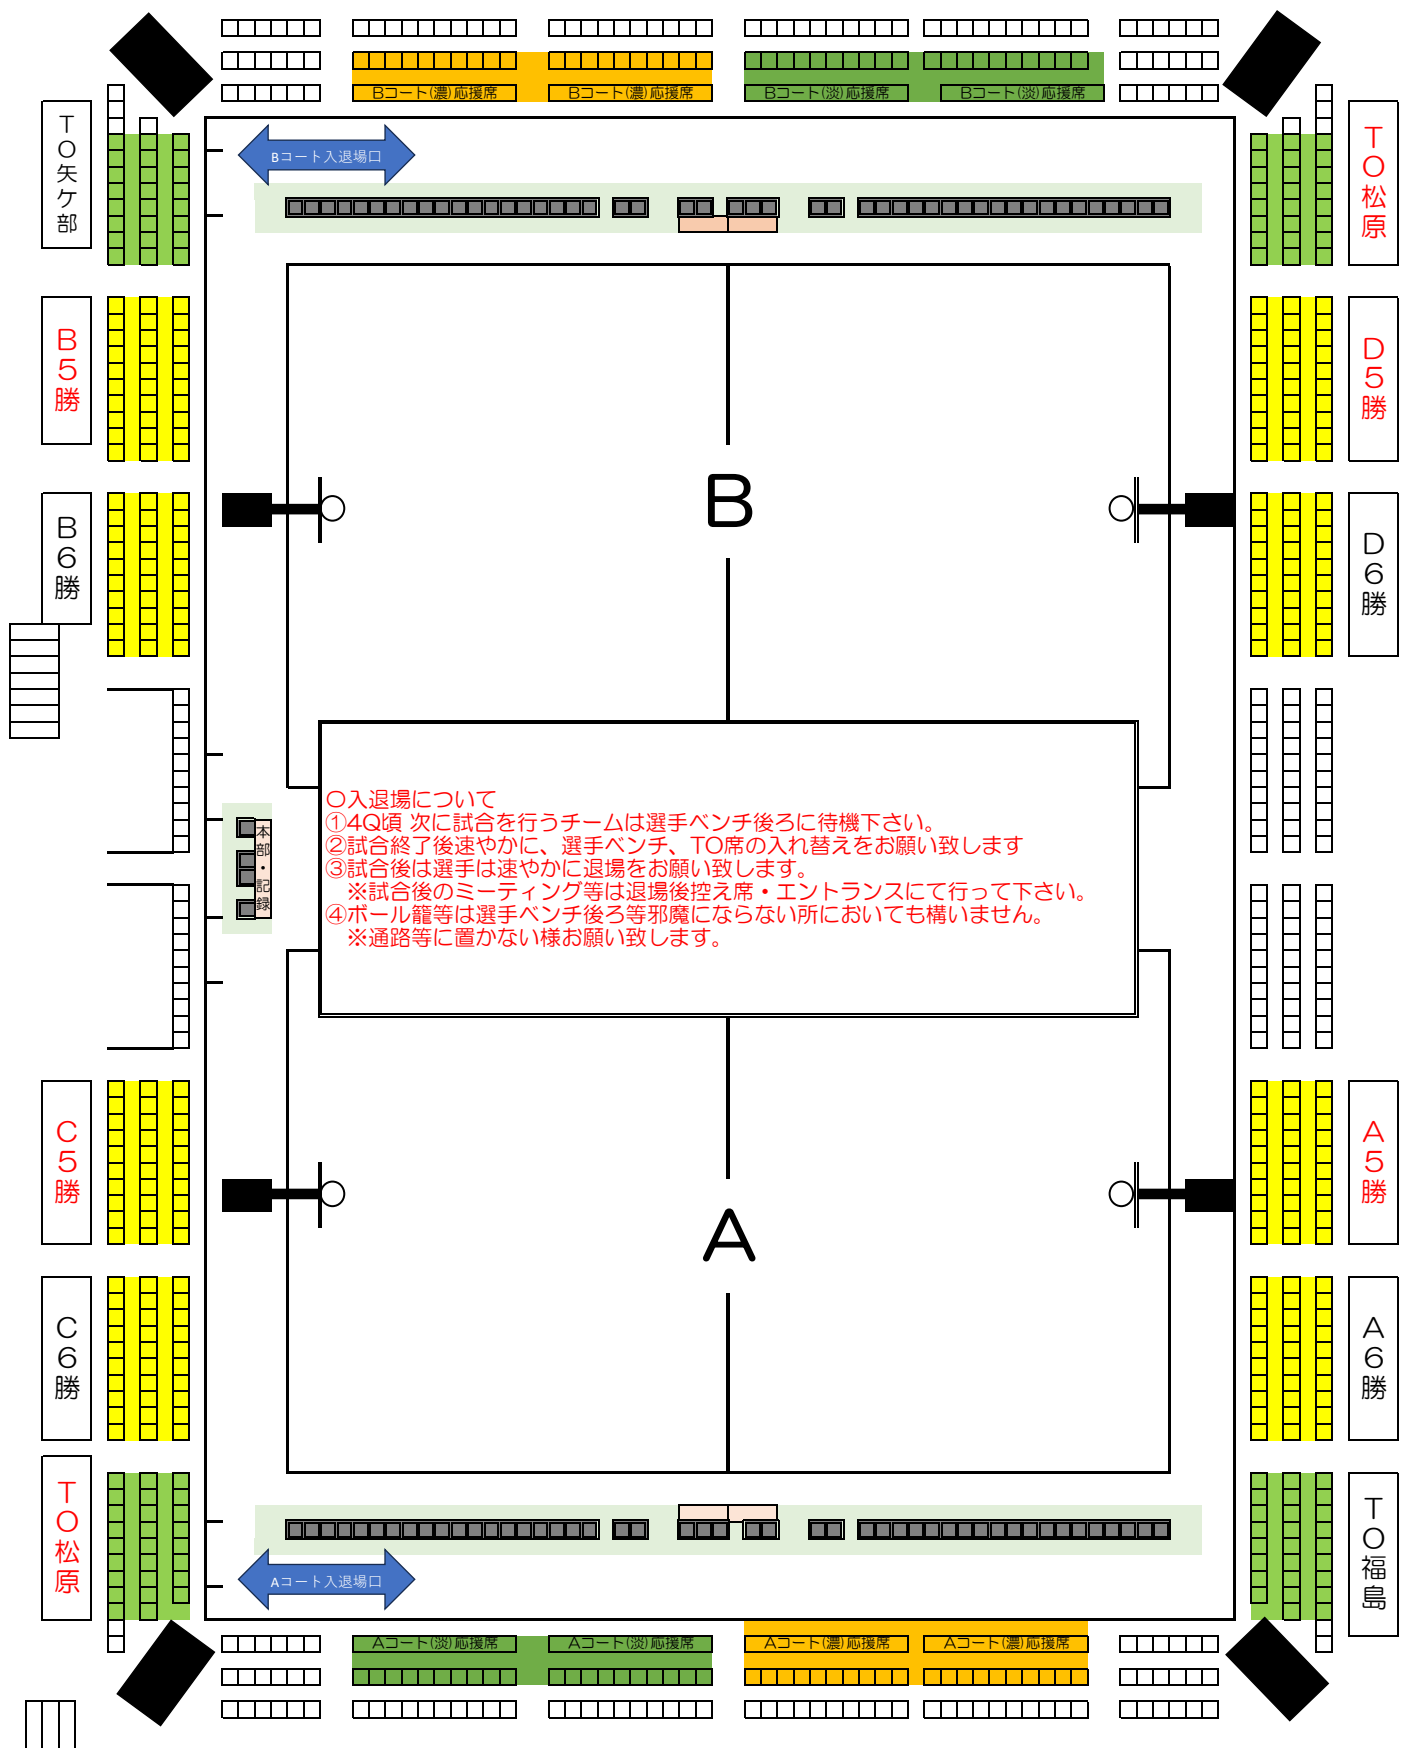 Bコート(濃)応援席
Bコート(濃)応援席
Bコート(淡)応援席
Bコート(淡)応援席
TO矢ケ部
Bコート入退場口
TO松原
B5勝
D5勝
B6勝
B
D6勝
〇入退場について
①4Q頃 次に試合を行うチームは選手ベンチ後ろに待機下さい。
②試合終了後速やかに、選手ベンチ、TO席の入れ替えをお願い致します
③試合後は選手は速やかに退場をお願い致します。
※試合後のミーティング等は退場後控え席・エントランスにて行って下さい。
④ボール籠等は選手ベンチ後ろ等邪魔にならない所においても構いません。
※通路等に置かない様お願い致します。
本部・記録
C5勝
A5勝
A
C6勝
A6勝
TO松原
TO福島
Aコート入退場口
Aコート(淡)応援席
Aコート(淡)応援席
Aコート(濃)応援席
Aコート(濃)応援席